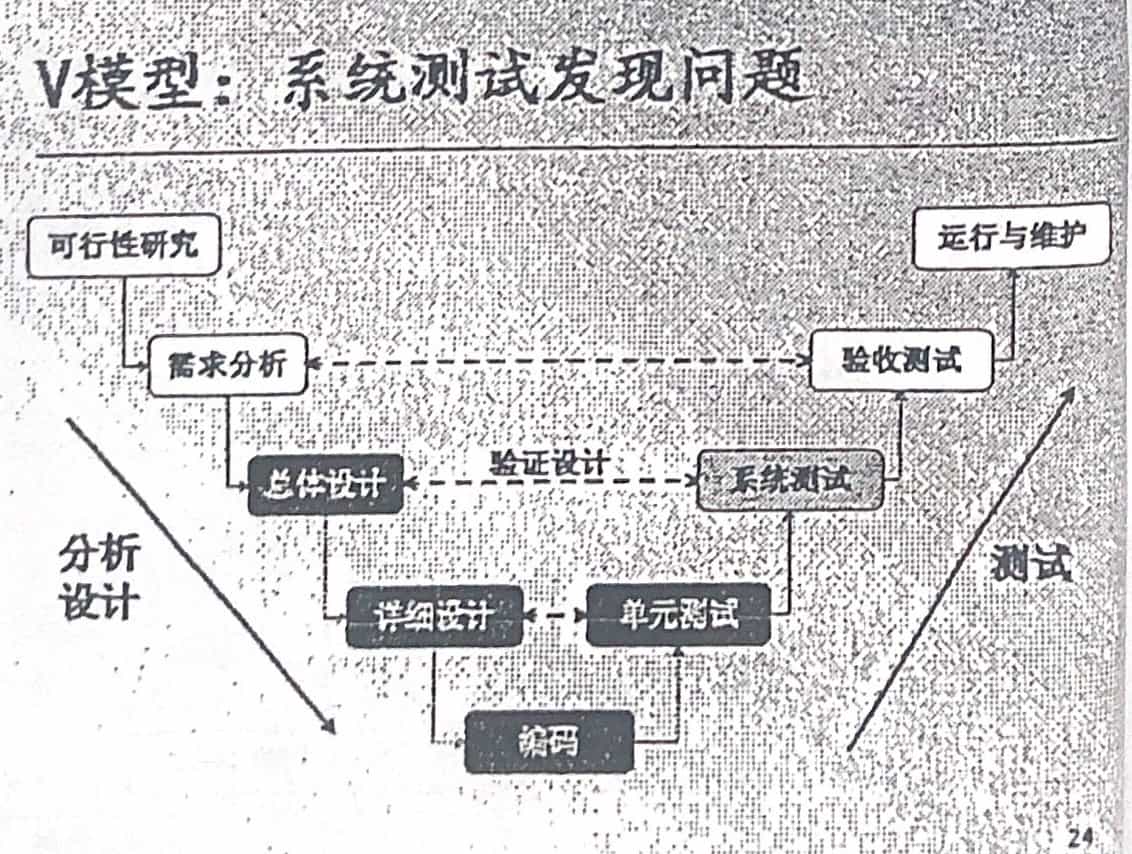 V模型：系统测试发现问题
可行性研究
运行与维护
需求分析
验收测试
总体设计
验证设计
系统测试
分析
设计
测试
详细设计
单元测试
编码
24